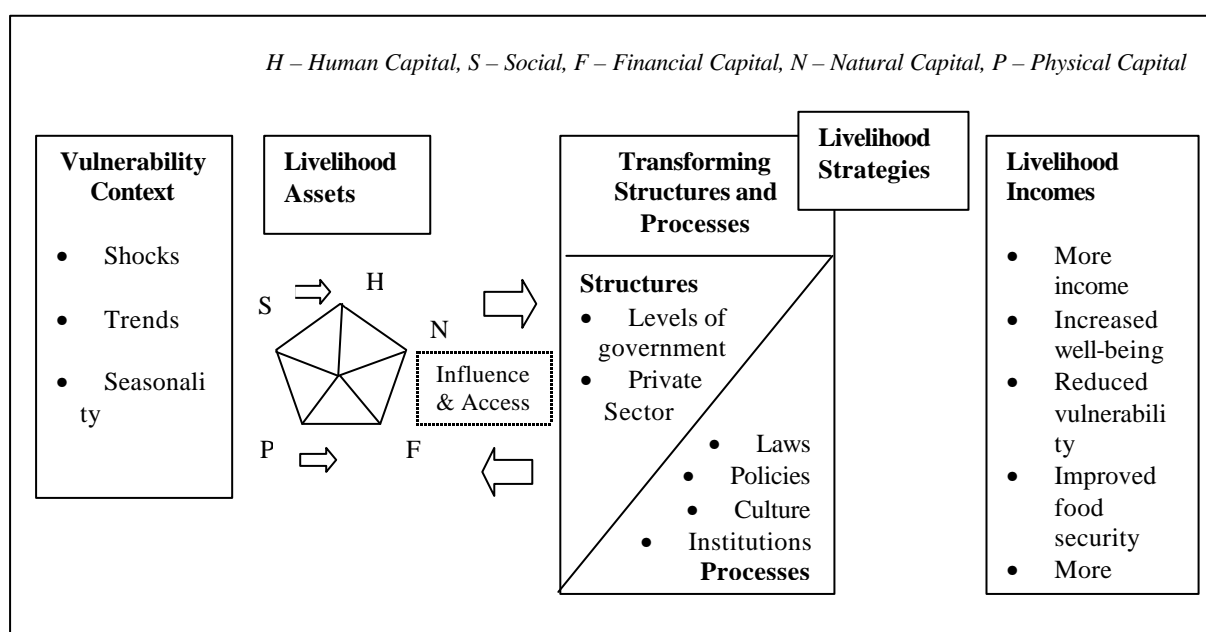 H – Human Capital, S – Social, F – Financial Capital, N – Natural Capital, P – Physical Capital
Vulnerability
Context
• Shocks
• Trends
• Seasonali
ty
Livelihood
Assets
S
H
N
P
F
Influence
& Access
Transforming
Structures and
Processes
Structures
• Levels of
government
• Private
Sector
• Laws
• Policies
• Culture
• Institutions
Processes
Livelihood
Strategies
Livelihood
Incomes
• More
income
• Increased
well-being
• Reduced
vulnerabili
ty
• Improved
food
security
• More